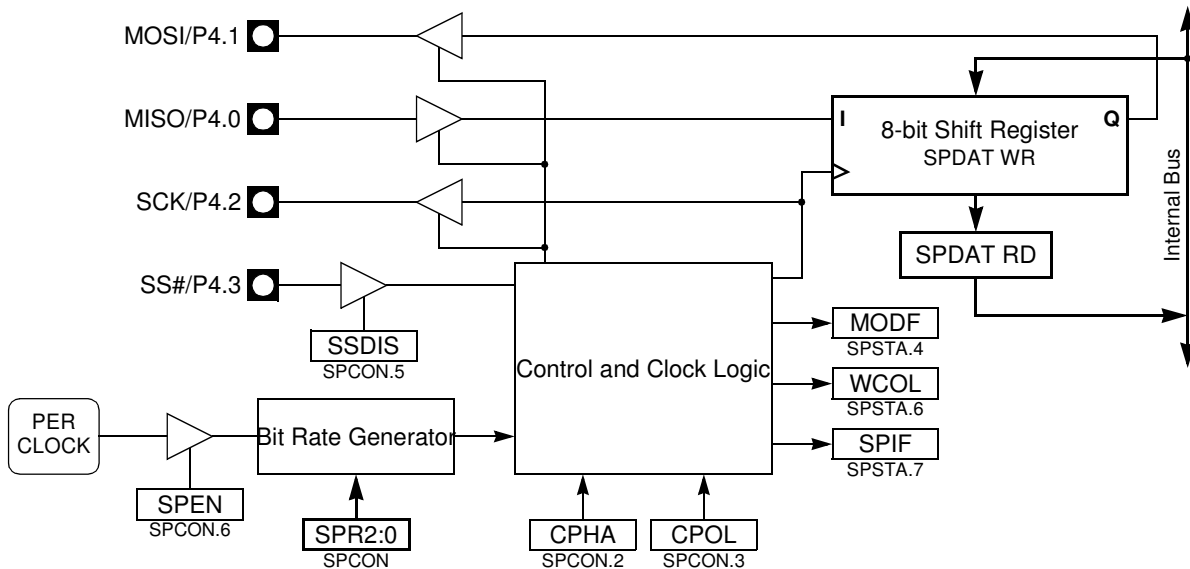 MOSI/P4.1
MISO/P4.0
I
8-bit Shift Register
Q
SPDAT WR
SCK/P4.2
Internal Bus
SPDAT RD
SS#/P4.3
SSDIS
SPCON.5
Control and Clock Logic
MODF
SPSTA.4
WCOL
SPSTA.6
SPIF
SPSTA.7
PER
CLOCK
Bit Rate Generator
SPEN
SPCON.6
SPR2:0
SPCON
CPHA
SPCON.2
CPOL
SPCON.3